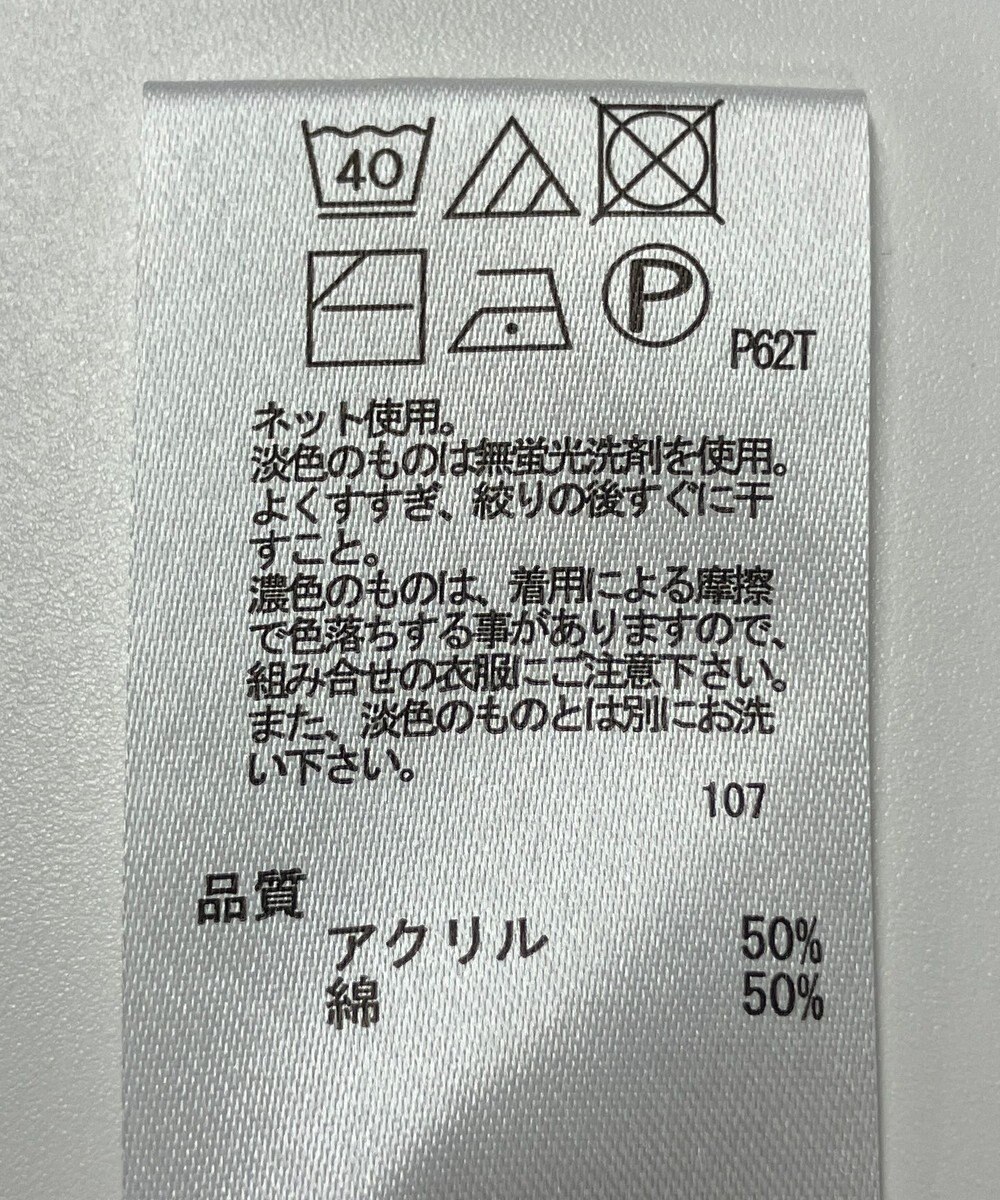 40
P
P62T
ネット使用。
淡色のものは無蛍光洗剤を使用。
よくすすぎ、絞りの後すぐに干
すこと。
濃色のものは、着用による摩擦
で色落ちする事がありますので、
組み合せの衣服にご注意下さい。
また、淡色のものとは別にお洗
い下さい。
107
品質
アクリル 50%
綿 50%